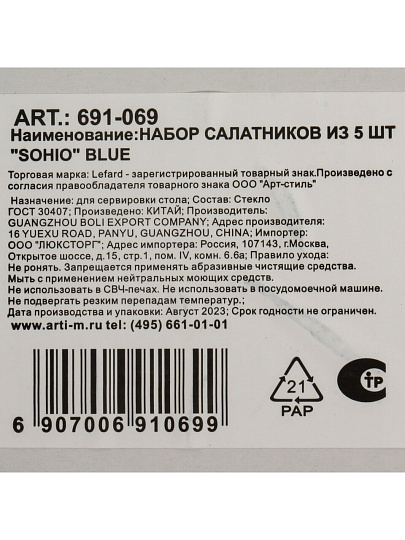 ART.: 691-069
Наименование:НАБОР САЛАТНИКОВ ИЗ 5 ШТ
"SOHIO" BLUE
Торговая марка: Lefard - зарегистрированный товарный знак.Произведено с
согласия правообладателя товарного знака ООО "Арт-стиль"
Назначение: для сервировки стола; Состав: Стекло
ГОСТ 30407; Произведено: КИТАЙ; Произведено:
GUANGZHOU BOLI EXPORT COMPANY; Адрес:
16 YUEXU ROAD, PANYU, GUANGZHOU, CHINA; Импортер:
ООО "ЛЮКСТОРГ"; Адрес импортера: Россия, 107143, г.Москва,
Открытое шоссе, д.15, стр.1, пом. IV, комн. 6.6а; Правило ухода:
Не ронять. Запрещается применять абразивные чистящие средства.
Мыть с применением нейтральных моющих средств.
Не использовать в СВЧ-печах. Не использовать в посудомоечной машине.
Не подвергать резким перепадам температур.;
Дата производства и упаковки: Август 2023; Срок годности не ограничен.
www.arti-m.ru тел: (495) 661-01-01
21
PAP
СТР
6 907006 910699